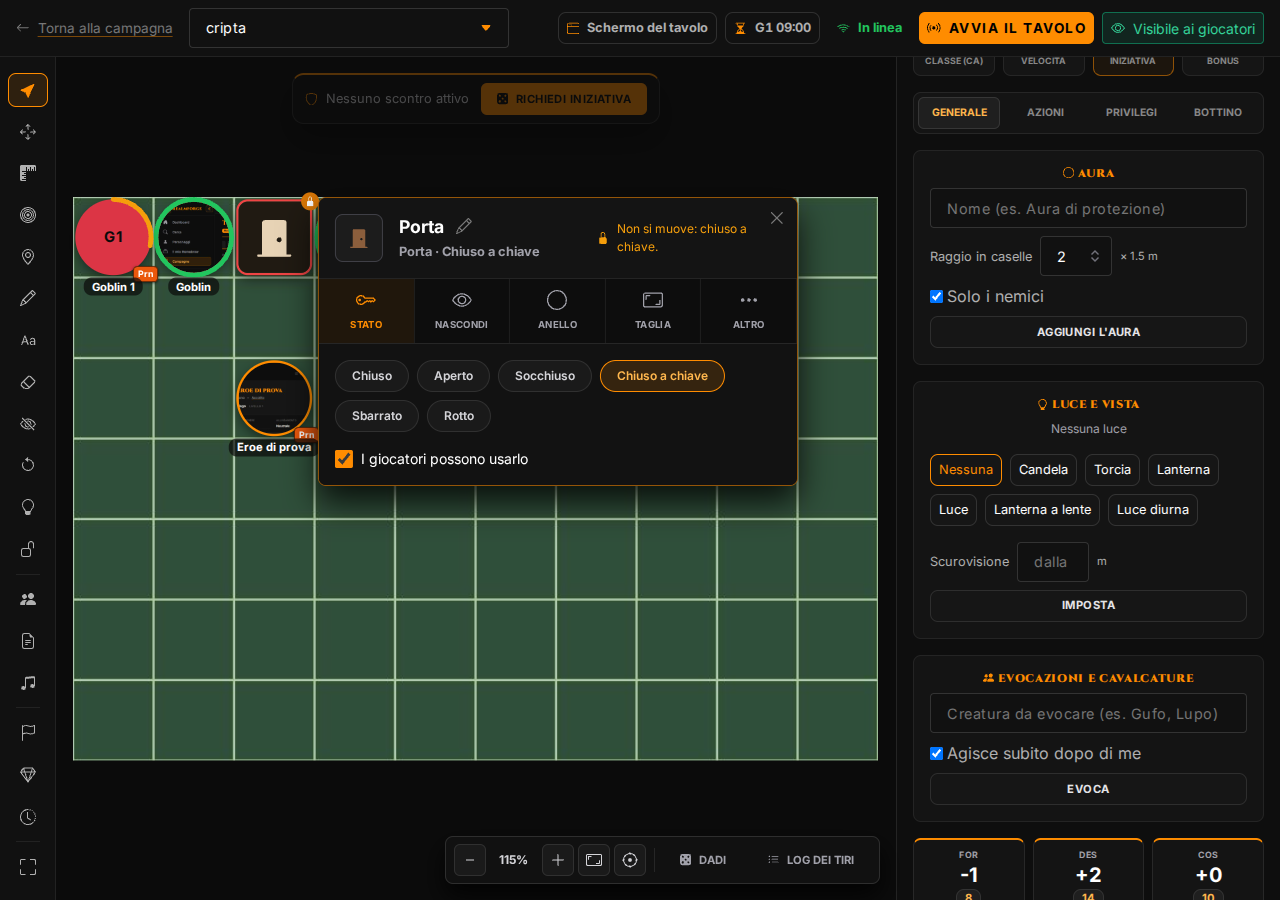 Torna alla campagna
cripta
Schermo del tavolo
G1 09:00
In linea
AVVIA IL TAVOLO
Visibile ai giocatori
CLASSE (CA)
VELOCITÀ
INIZIATIVA
BONUS
Nessuno scontro attivo
RICHIEDI INIZIATIVA
GENERALE
AZIONI
PRIVILEGI
BOTTINO
G1
Prn
Goblin 1
Goblin
Porta
Porta · Chiuso a chiave
Non si muove: chiuso a
chiave.
STATO
NASCONDI
ANELLO
TAGLIA
ALTRO
Chiuso
Aperto
Socchiuso
Chiuso a chiave
Sbarrato
Rotto
I giocatori possono usarlo
EROE DI PROVA
Prn
Eroe di prova
Aa
AURA
Nome (es. Aura di protezione)
Raggio in caselle
2
× 1.5 m
Solo i nemici
AGGIUNGI L'AURA
LUCE E VISTA
Nessuna luce
Nessuna
Candela
Torcia
Lanterna
Luce
Lanterna a lente
Luce diurna
Scurovisione
dalla
m
IMPOSTA
EVOCAZIONI E CAVALCATURE
Creatura da evocare (es. Gufo, Lupo)
Agisce subito dopo di me
EVOCA
FOR
-1
8
DES
+2
14
COS
+0
10
115%
DADI
LOG DEI TIRI